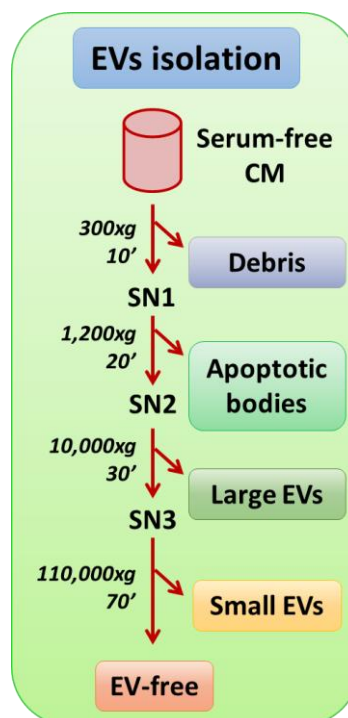 EVs isolation
Serum-free
CM
300xg
10’
Debris
SN1
1,200xg
20’
Apoptotic
bodies
SN2
10,000xg
30’
Large EVs
SN3
110,000xg
70’
Small EVs
EV-free